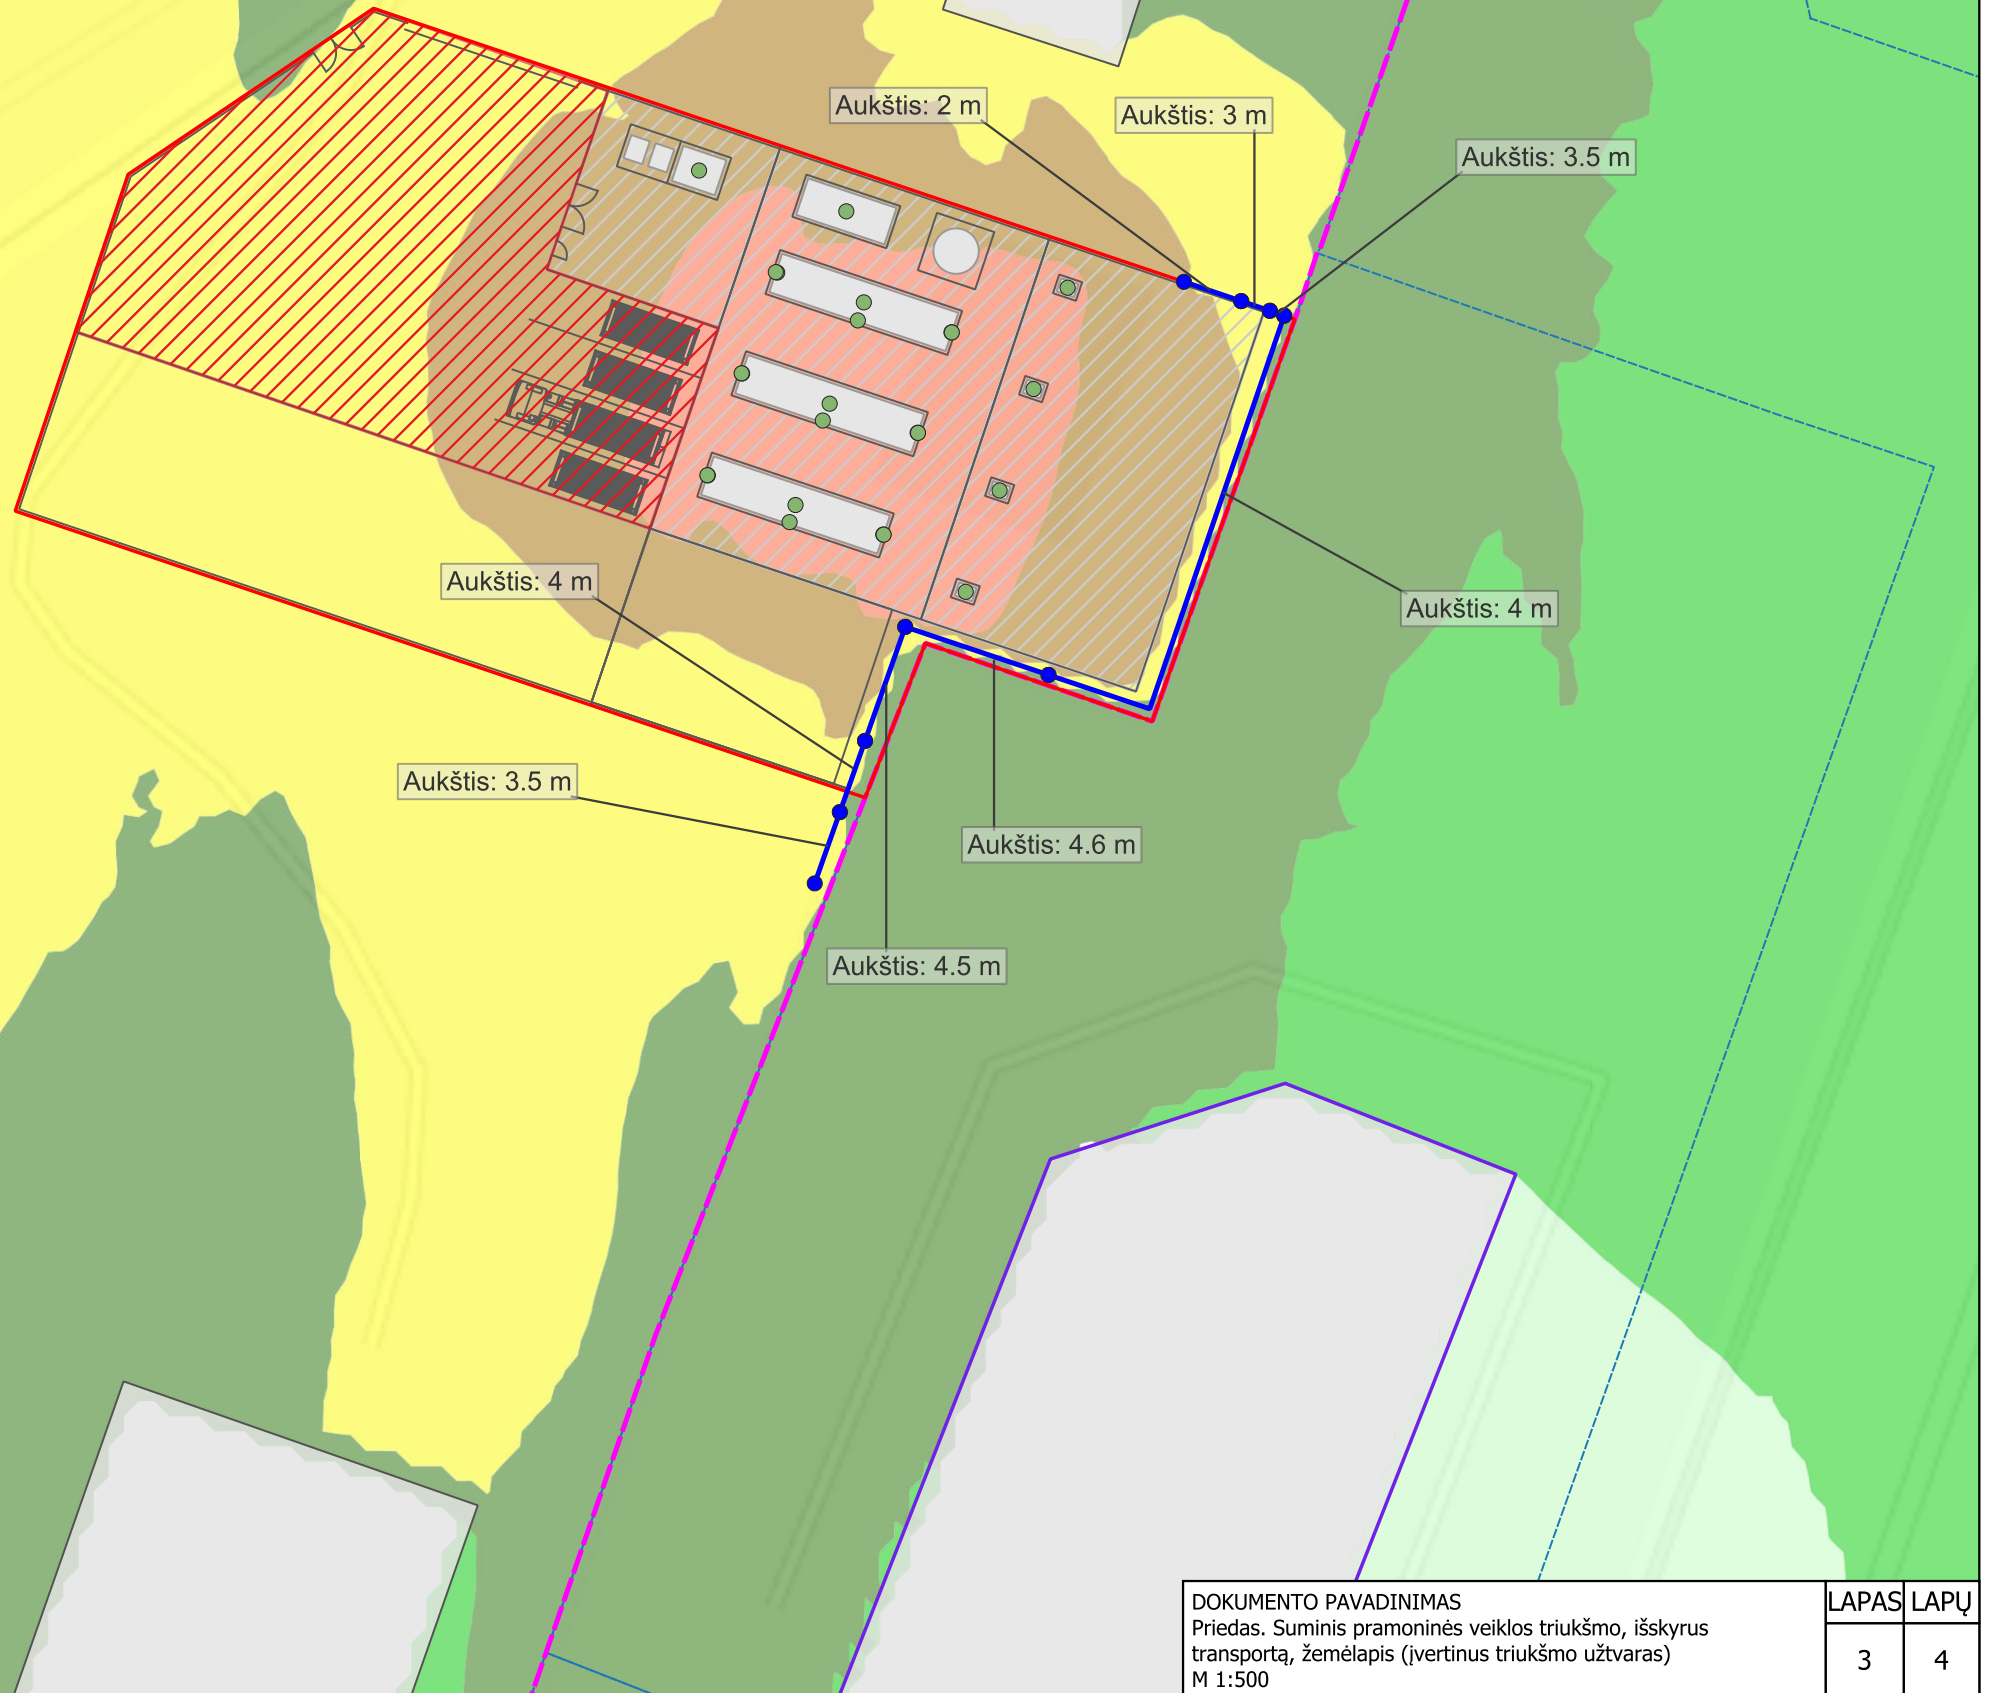 Aukštis: 2 m
Aukštis: 3 m
Aukštis: 3.5 m
Aukštis: 4 m
Aukštis: 4 m
Aukštis: 3.5 m
Aukštis: 4.6 m
Aukštis: 4.5 m
DOKUMENTO PAVADINIMAS
Priedas. Suminis pramoninės veiklos triukšmo, išskyrus
transportą, žemėlapis (įvertinus triukšmo užtvaras)
M 1:500
LAPAS
LAPŲ
3
4